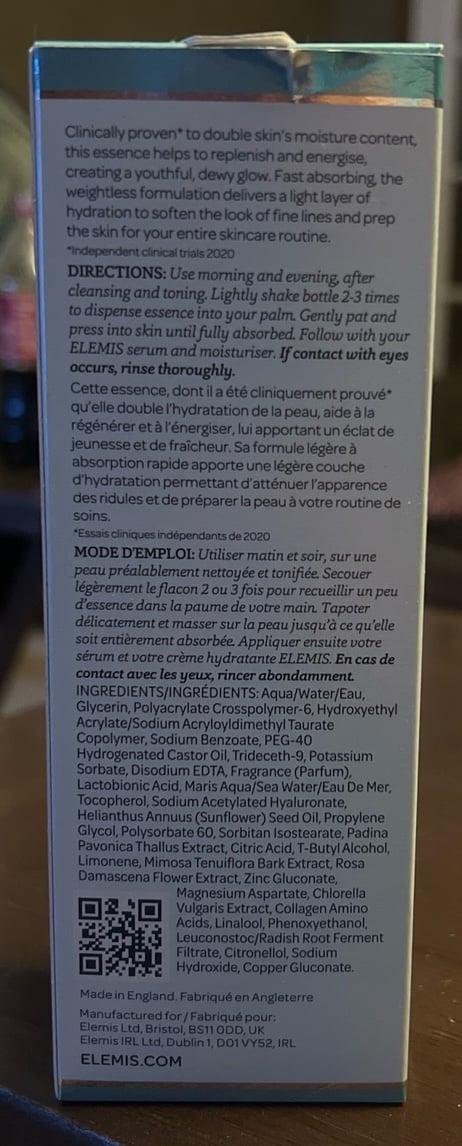 Clinically proven* to double skin's moisture content,
this essence helps to replenish and energise,
creating a youthful, dewy glow. Fast absorbing, the
weightless formulation delivers a light layer of
hydration to soften the look of fine lines and prep
the skin for your entire skincare routine.
*Independent clinical trials 2020
DIRECTIONS: Use morning and evening, after
cleansing and toning. Lightly shake bottle 2-3 times
to dispense essence into your palm. Gently pat and
press into skin until fully absorbed. Follow with your
ELEMIS serum and moisturiser. If contact with eyes
occurs, rinse thoroughly.
Cette essence, dont il a été cliniquement prouvé*
qu'elle double l'hydratation de la peau, aide à la
régénérer et à l'énergiser, lui apportant un éclat de
jeunesse et de fraîcheur. Sa formule légère à
absorption rapide apporte une légère couche
d'hydratation permettant d'atténuer l'apparence
des ridules et de préparer la peau à votre routine de
soins.
*Essais cliniques indépendants de 2020
MODE D'EMPLOI: Utiliser matin et soir, sur une
peau préalablement nettoyée et tonifiée. Secouer
légèrement le flacon 2 ou 3 fois pour recueillir un peu
d'essence dans la paume de votre main. Tapoter
délicatement et masser sur la peau jusqu'à ce qu'elle
soit entièrement absorbée. Appliquer ensuite votre
sérum et votre crème hydratante ELEMIS. En cas de
contact avec les yeux, rincer abondamment.
INGREDIENTS/INGRÉDIENTS: Aqua/Water/Eau,
Glycerin, Polyacrylate Crosspolymer-6, Hydroxyethyl
Acrylate/Sodium Acryloyldimethyl Taurate
Copolymer, Sodium Benzoate, PEG-40
Hydrogenated Castor Oil, Trideceth-9, Potassium
Sorbate, Disodium EDTA, Fragrance (Parfum),
Lactobionic Acid, Maris Aqua/Sea Water/Eau De Mer,
Tocopherol, Sodium Acetylated Hyaluronate,
Helianthus Annuus (Sunflower) Seed Oil, Propylene
Glycol, Polysorbate 60, Sorbitan Isostearate, Padina
Pavonica Thallus Extract, Citric Acid, T-Butyl Alcohol,
Limonene, Mimosa Tenuiflora Bark Extract, Rosa
Damascena Flower Extract, Zinc Gluconate,
Magnesium Aspartate, Chlorella
Vulgaris Extract, Collagen Amino
Acids, Linalool, Phenoxyethanol,
Leuconostoc/Radish Root Ferment
Filtrate, Citronellol, Sodium
Hydroxide, Copper Gluconate.
Made in England. Fabriqué en Angleterre
Manufactured for / Fabriqué pour:
Elemis Ltd, Bristol, BS11 0DD, UK
Elemis IRL Ltd, Dublin 1, D01 VY52, IRL
ELEMIS.COM